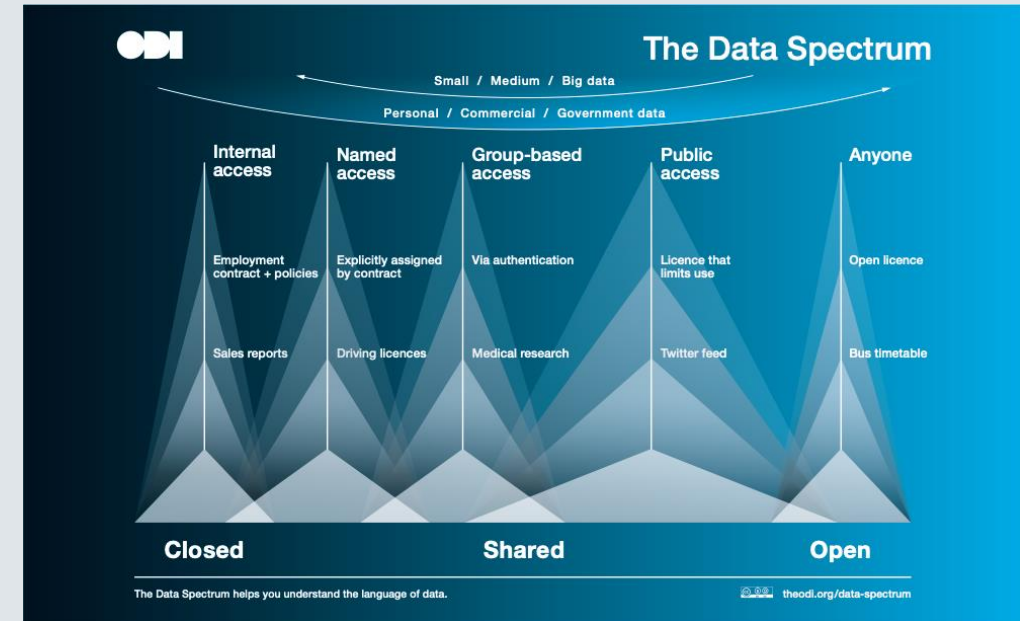 ODI
The Data Spectrum
Small / Medium / Big data
Personal / Commercial / Government data
Internal
access
Named
access
Group-based
access
Public
access
Anyone
Employment
contract + policies
Explicitly assigned
by contract
Via authentication
Licence that
limits use
Open licence
Sales reports
Driving licences
Medical research
Twitter feed
Bus timetable
Closed
Shared
Open
The Data Spectrum helps you understand the language of data.
theodi.org/data-spectrum